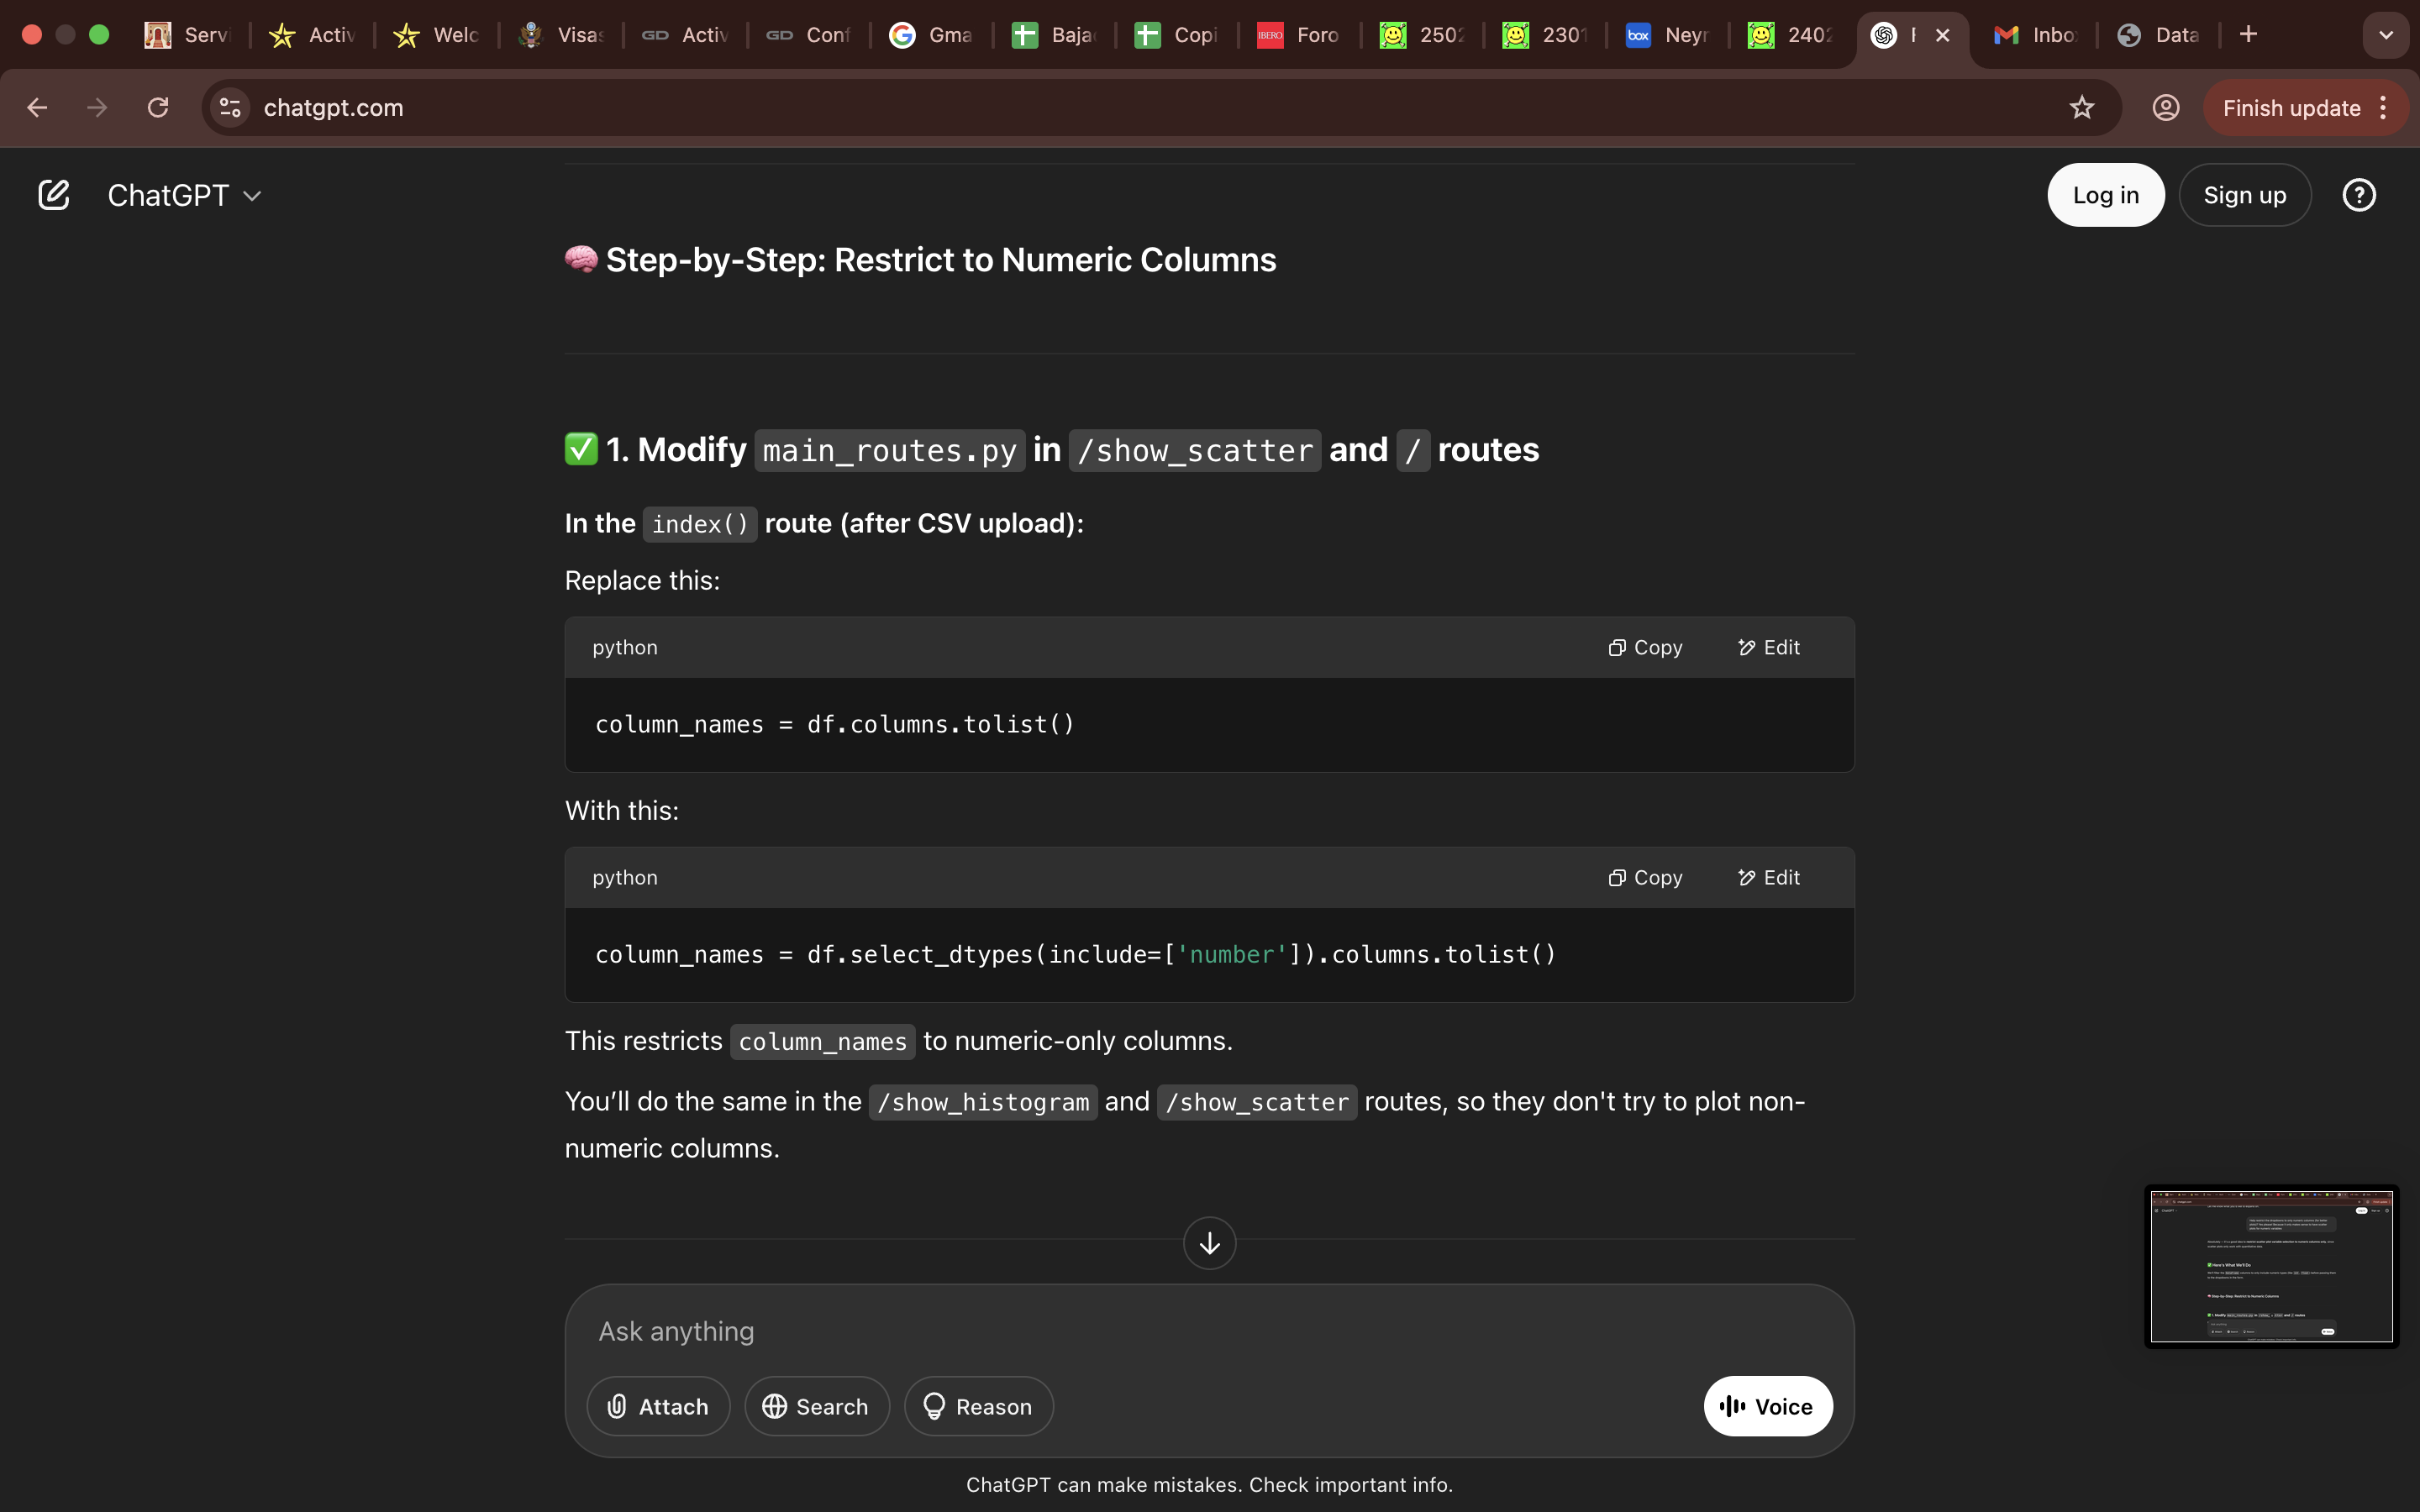 Servi
Activ
Welc
Visas
GD Activ
GD Conf
Gma
Baja
Copi
IBERO Foro
2502
2301
box Neyr
2402
Inbo
Data
chatgpt.com
Finish update
ChatGPT
Log in
Sign up
🧠 Step-by-Step: Restrict to Numeric Columns
✅ 1. Modify main_routes.py in /show_scatter and / routes
In the index() route (after CSV upload):
Replace this:
python
Copy
Edit
column_names = df.columns.tolist()
With this:
python
Copy
Edit
column_names = df.select_dtypes(include=['number']).columns.tolist()
This restricts column_names to numeric-only columns.
You’ll do the same in the /show_histogram and /show_scatter routes, so they don't try to plot non-
numeric columns.
Ask anything
Attach
Search
Reason
Voice
ChatGPT can make mistakes. Check important info.